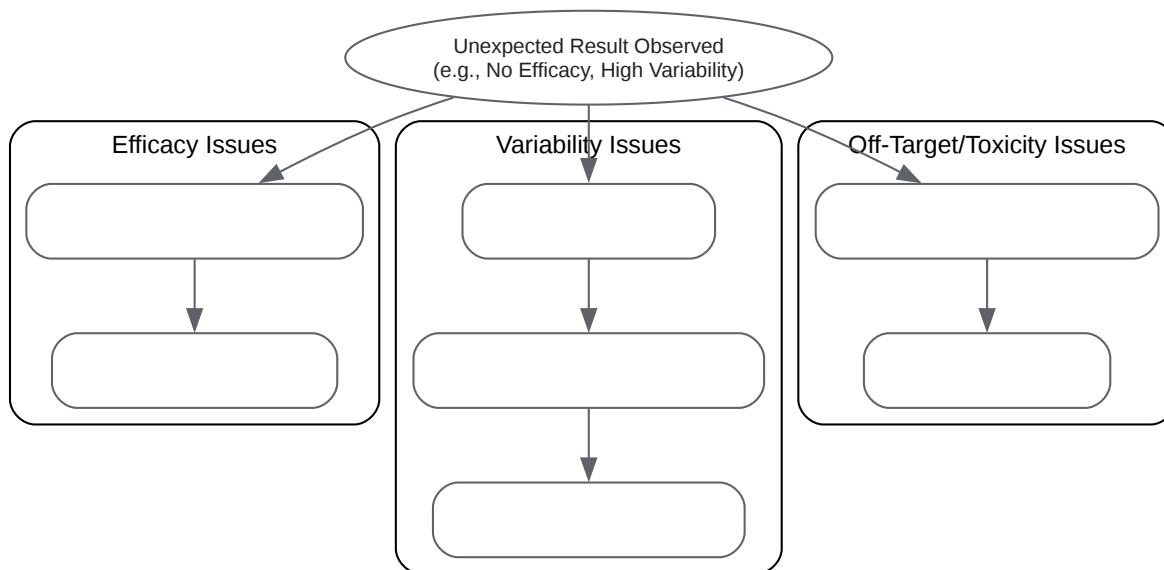 Unexpected Result Observed
(e.g., No Efficacy, High Variability)
Efficacy Issues
Variability Issues
Off-Target/Toxicity Issues